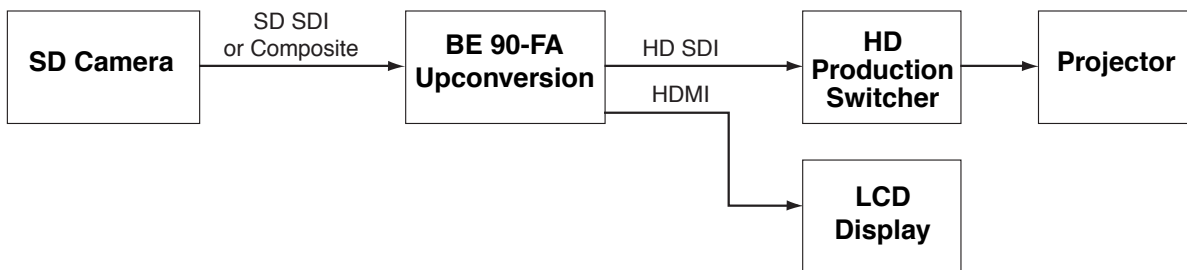 SD Camera
SD SDI
or Composite
BE 90-FA
Upconversion
HD SDI
HDMI
HD
Production
Switcher
Projector
LCD
Display